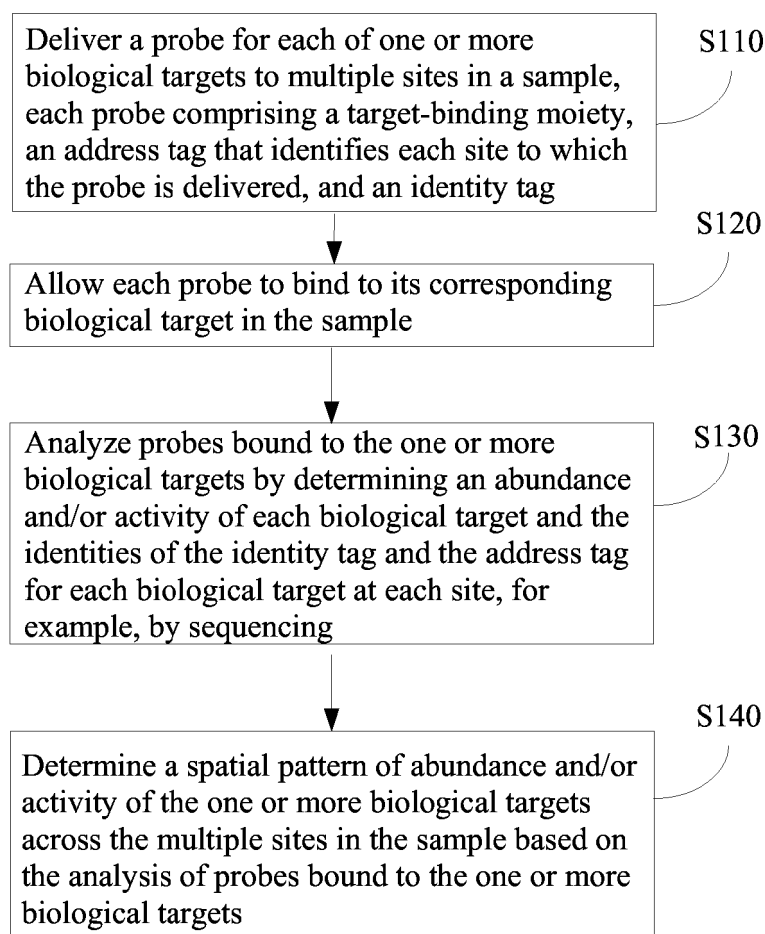 Deliver a probe for each of one or more
biological targets to multiple sites in a sample,
each probe comprising a target-binding moiety,
an address tag that identifies each site to which
the probe is delivered, and an identity tag
S110
Allow each probe to bind to its corresponding
biological target in the sample
S120
Analyze probes bound to the one or more
biological targets by determining an abundance
and/or activity of each biological target and the
identities of the identity tag and the address tag
for each biological target at each site, for
example, by sequencing
S130
Determine a spatial pattern of abundance and/or
activity of the one or more biological targets
across the multiple sites in the sample based on
the analysis of probes bound to the one or more
biological targets
S140